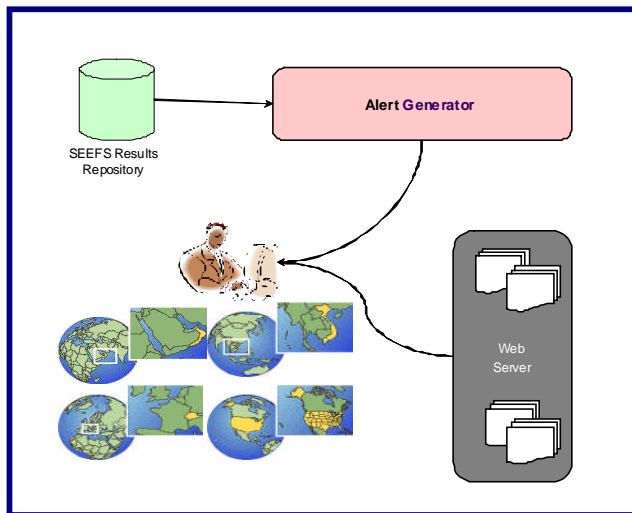 Alert Generator
SEEFS Results
Repository
Web
Server